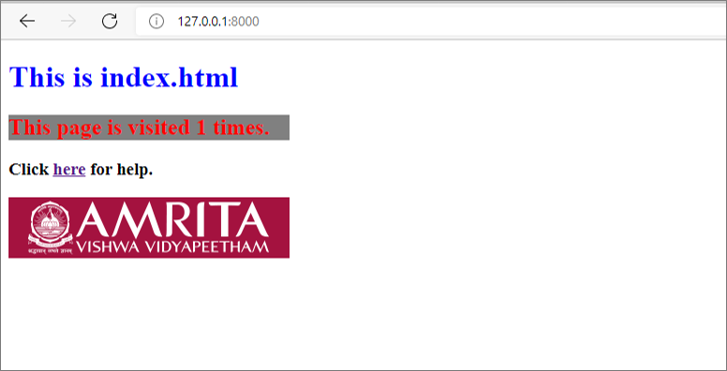 127.0.0.1:8000
This is index.html
This page is visited 1 times.
Click here for help.
AMRITA
VISHWA VIDYAPEETHAM